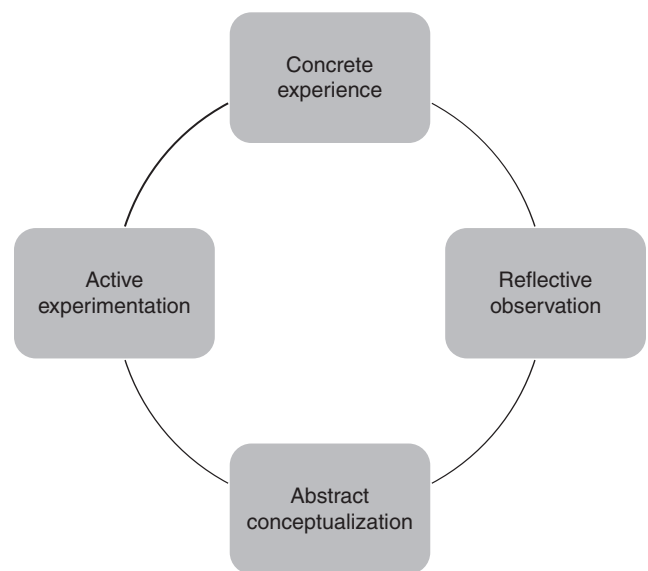 Concrete
experience
Reflective
observation
Abstract
conceptualization
Active
experimentation